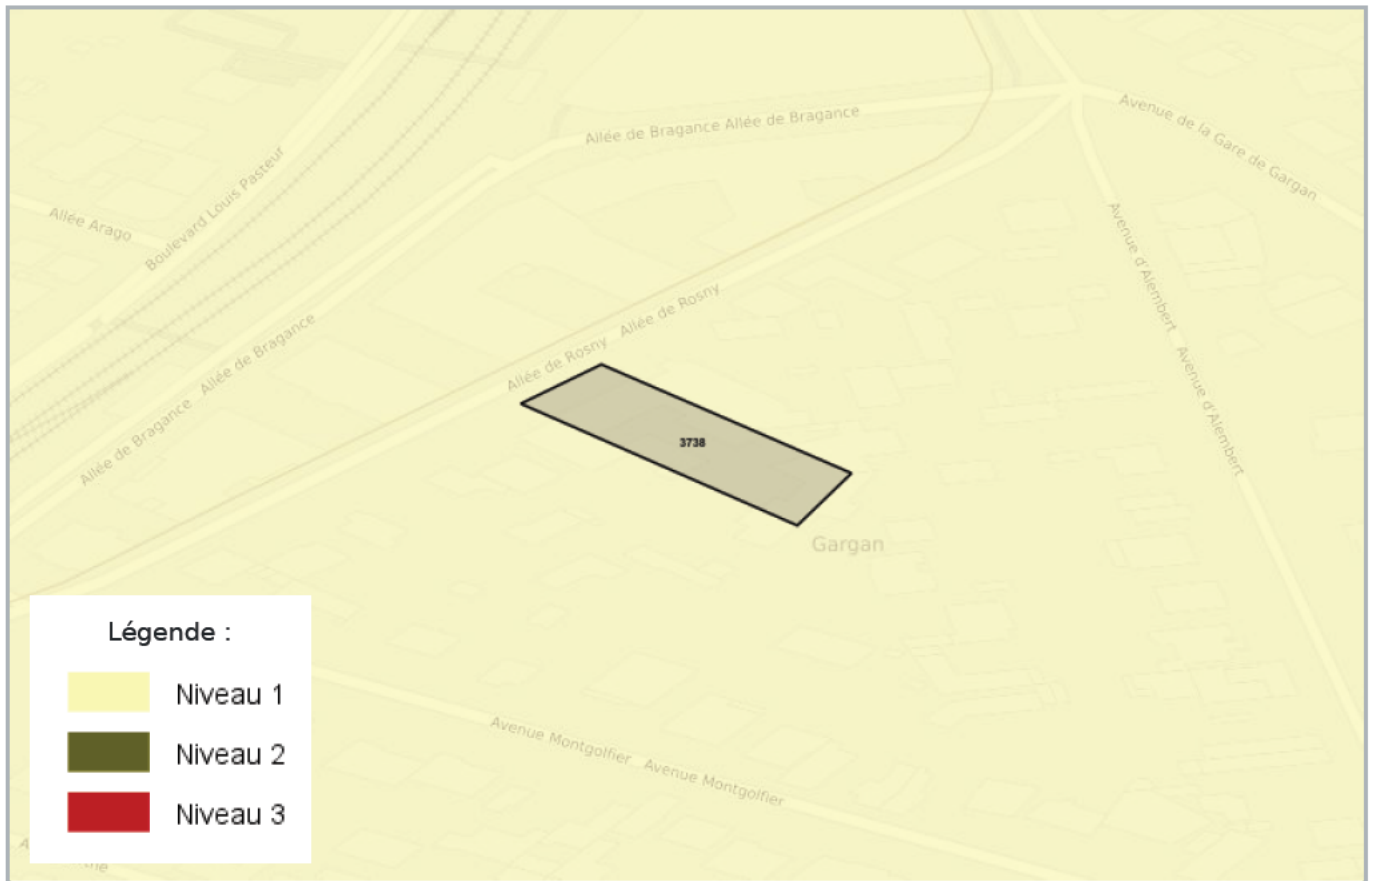 Allée de Bragance Allée de Bragance
Avenue de la Gare de Gargan
Boulevard Louis Pasteur
Allée Arago
Avenue d'Alembert Avenue d'Alembert
Allée de Rosny Allée de Rosny
Allée de Bragance Allée de Bragance
3738
Gargan
Légende :
Niveau 1
Niveau 2
Niveau 3
Avenue Montgolfier Avenue Montgolfier